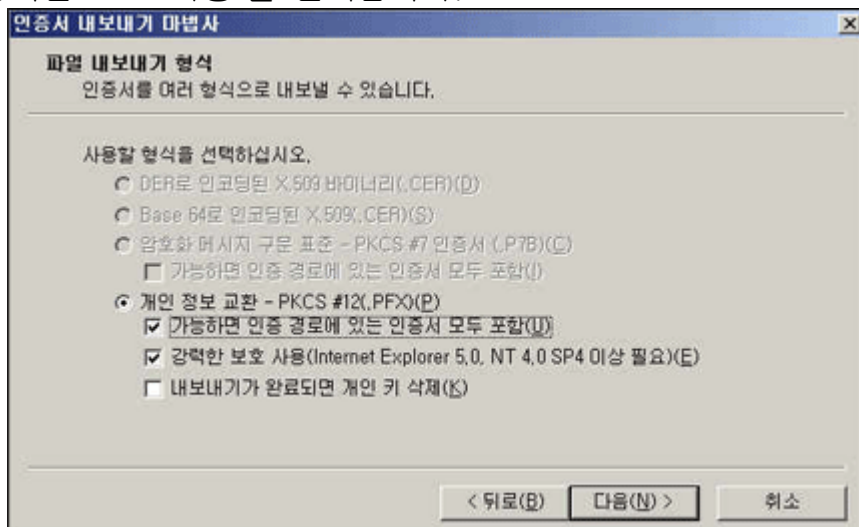 인증서 내보내기 마법사
파일 내보내기 형식
인증서를 여러 형식으로 내보낼 수 있습니다.
사용할 형식을 선택하십시오.
DER로 인코딩된 X.509 바이너리(.CER)(D)
Base 64로 인코딩된 X.509(.CER)(S)
암호화 메시지 구문 표준 - PKCS #7 인증서 (.P7B)(C)
가능하면 인증 경로에 있는 인증서 모두 포함(I)
개인 정보 교환 - PKCS #12(.PFX)(P)
가능하면 인증 경로에 있는 인증서 모두 포함(U)
강력한 보호 사용(Internet Explorer 5.0, NT 4.0 SP4 이상 필요)(E)
내보내기가 완료되면 개인 키 삭제(K)
< 뒤로(B) 다음(N) > 취소